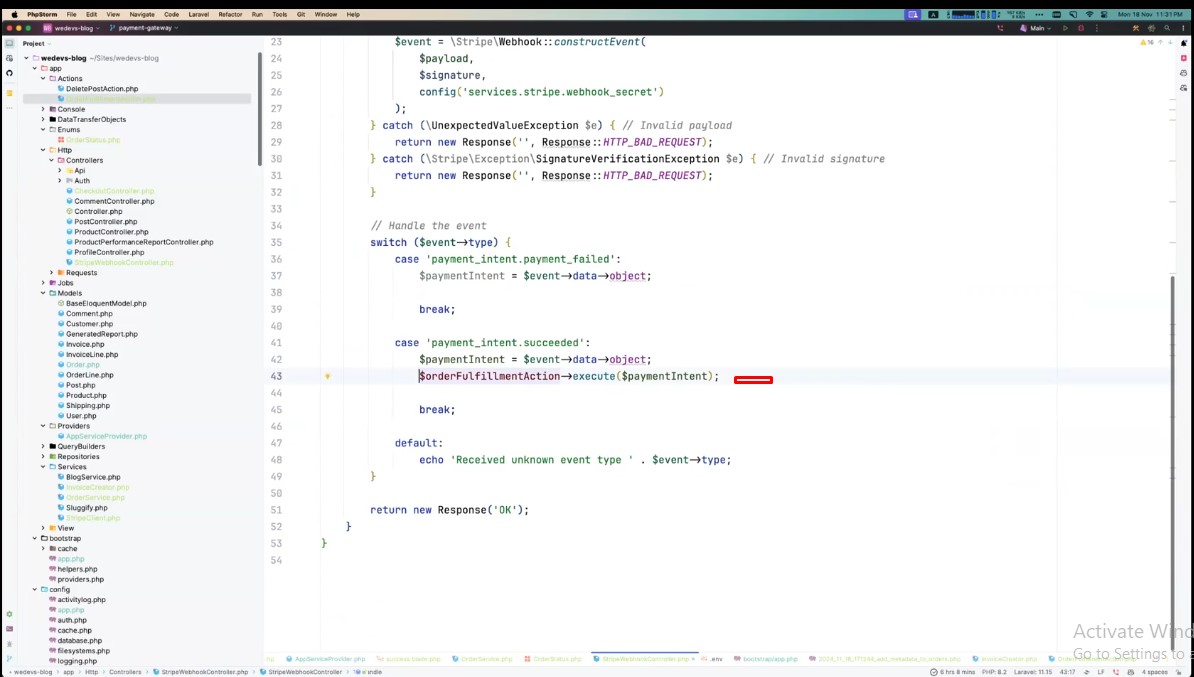 PhpStorm File Edit View Navigate Code Laravel Refactor Run Tools Git Window Help
Mon 18 Nov 11:31 PM
wedevs-blog payment-gateway
Main
Project
wedevs-blog ~/Sites/wedevs-blog
app
Actions
DeletePostAction.php
Console
DataTransferObjects
Enums
OrderStatus.php
Http
Controllers
Api
Auth
CheckoutController.php
CommentController.php
Controller.php
PostController.php
ProductController.php
ProductPerformanceReportController.php
ProfileController.php
StripeWebhookController.php
Requests
Jobs
Models
BaseEloquentModel.php
Comment.php
Customer.php
GeneratedReport.php
Invoice.php
InvoiceLine.php
Order.php
OrderLine.php
Post.php
Product.php
Shipping.php
User.php
Providers
AppServiceProvider.php
QueryBuilders
Repositories
Services
BlogService.php
InvoiceCreator.php
OrderService.php
Sluggify.php
StripeClient.php
View
bootstrap
cache
app.php
helpers.php
providers.php
config
activitylog.php
app.php
auth.php
cache.php
database.php
filesystems.php
logging.php
23 $event = \Stripe\Webhook::constructEvent(
24 $payload,
25 $signature,
26 config('services.stripe.webhook_secret')
27 );
28 } catch (\UnexpectedValueException $e) { // Invalid payload
29 return new Response('', Response::HTTP_BAD_REQUEST);
30 } catch (\Stripe\Exception\SignatureVerificationException $e) { // Invalid signature
31 return new Response('', Response::HTTP_BAD_REQUEST);
32 }
33
34 // Handle the event
35 switch ($event→type) {
36 case 'payment_intent.payment_failed':
37 $paymentIntent = $event→data→object;
38
39 break;
40
41 case 'payment_intent.succeeded':
42 $paymentIntent = $event→data→object;
43 $orderFulfillmentAction→execute($paymentIntent);
44
45 break;
46
47 default:
48 echo 'Received unknown event type ' . $event→type;
49 }
50
51 return new Response('OK');
52 }
53 }
54
16
Activate Wind
Go to Settings to a
AppServiceProvider.php success.blade.php OrderService.php OrderStatus.php StripeWebhookController.php .env bootstrap/app.php InvoiceCreator.php
wedevs-blog app Http Controllers StripeWebhookController.php StripeWebhookController handle
6 hrs 8 mins PHP: 8.2 Laravel: 11.15 43:17 LF 4 spaces